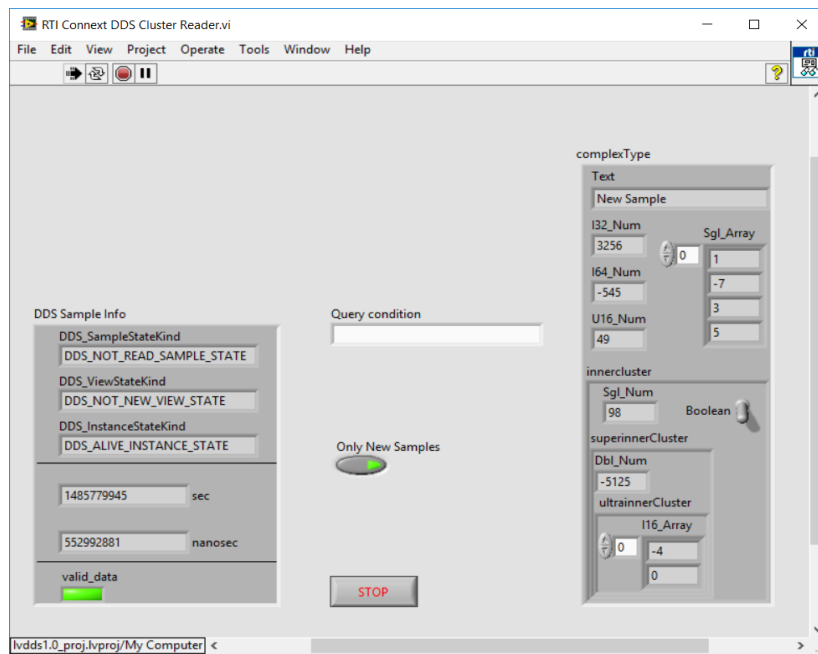 RTI Connext DDS Cluster Reader.vi
File Edit View Project Operate Tools Window Help
rti
?
complexType
Text
New Sample
I32_Num
3256
Sgl_Array
0
1
-7
3
5
I64_Num
-545
U16_Num
49
DDS Sample Info
DDS_SampleStateKind
DDS_NOT_READ_SAMPLE_STATE
DDS_ViewStateKind
DDS_NOT_NEW_VIEW_STATE
DDS_InstanceStateKind
DDS_ALIVE_INSTANCE_STATE
1485779945 sec
552992881 nanosec
valid_data
Query condition
Only New Samples
STOP
innercluster
Sgl_Num
98
Boolean
superinnerCluster
Dbl_Num
-5125
ultrainnerCluster
I16_Array
0
-4
0
lvdds1.0_proj.lvproj/My Computer